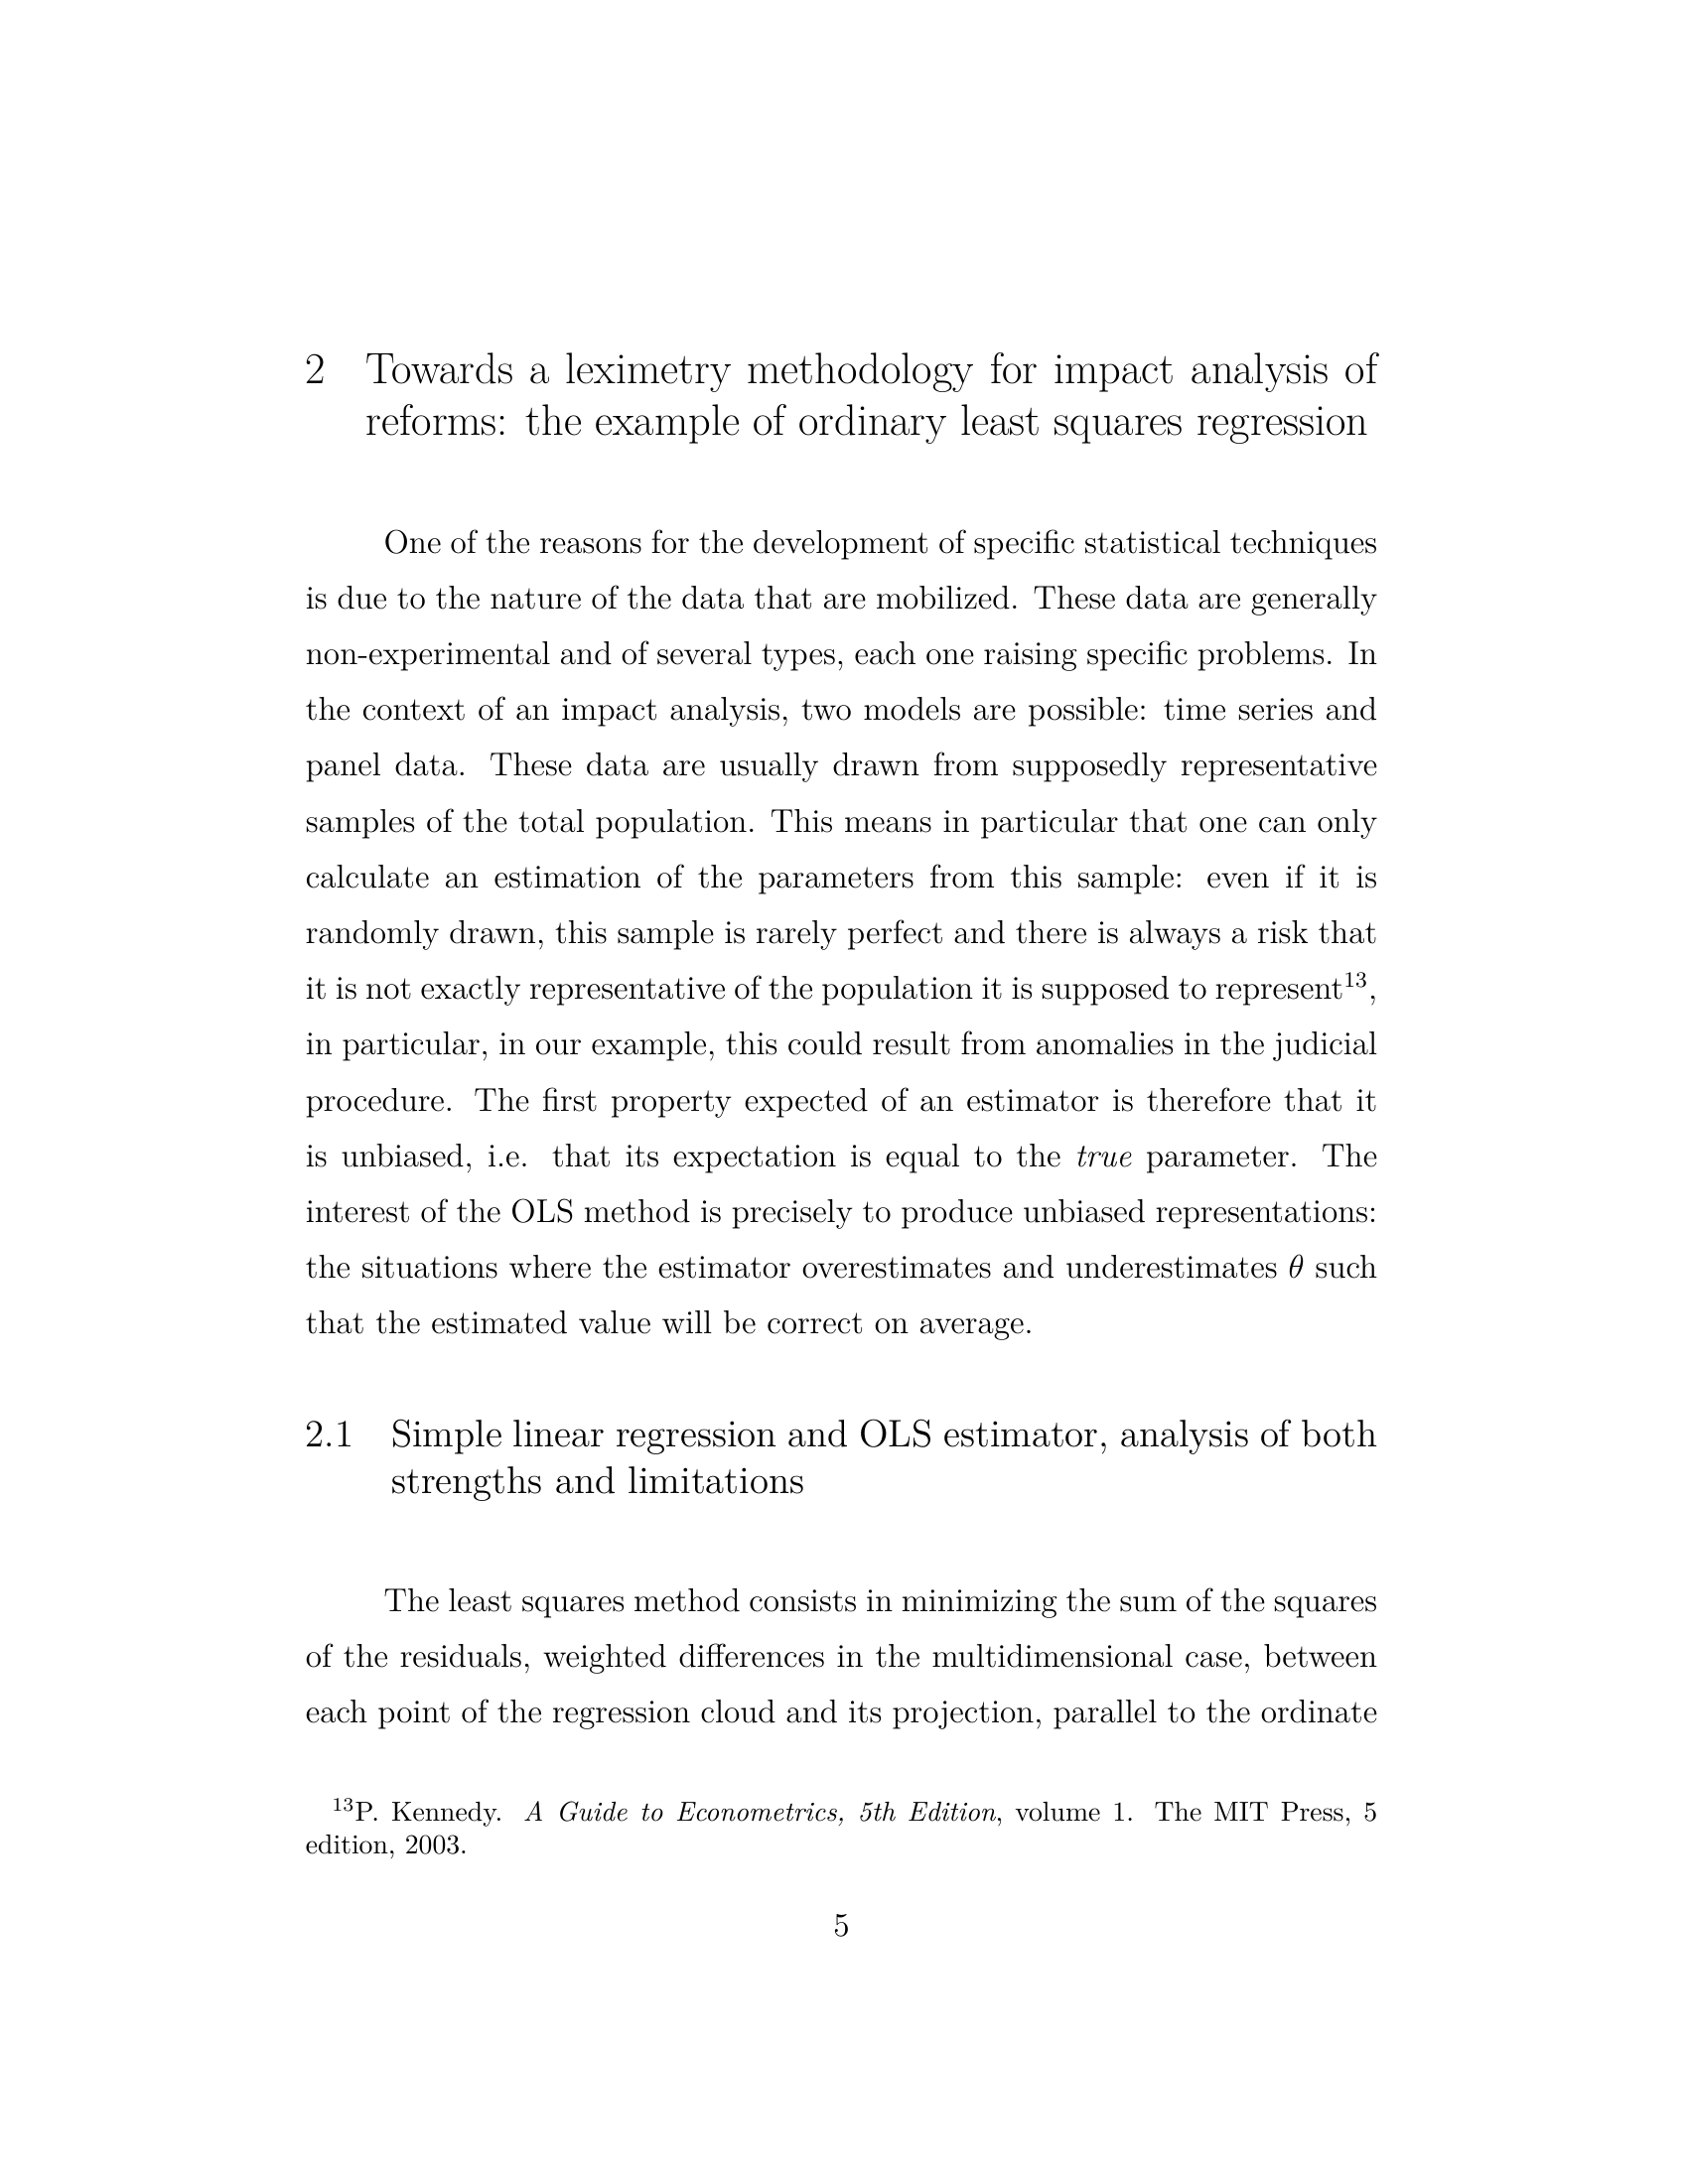 2 Towards a leximetry methodology for impact analysis of
reforms: the example of ordinary least squares regression
One of the reasons for the development of specific statistical techniques
is due to the nature of the data that are mobilized. These data are generally
non-experimental and of several types, each one raising specific problems. In
the context of an impact analysis, two models are possible: time series and
panel data. These data are usually drawn from supposedly representative
samples of the total population. This means in particular that one can only
calculate an estimation of the parameters from this sample: even if it is
randomly drawn, this sample is rarely perfect and there is always a risk that
it is not exactly representative of the population it is supposed to represent¹³,
in particular, in our example, this could result from anomalies in the judicial
procedure. The first property expected of an estimator is therefore that it
is unbiased, i.e. that its expectation is equal to the true parameter. The
interest of the OLS method is precisely to produce unbiased representations:
the situations where the estimator overestimates and underestimates θ such
that the estimated value will be correct on average.
2.1 Simple linear regression and OLS estimator, analysis of both
strengths and limitations
The least squares method consists in minimizing the sum of the squares
of the residuals, weighted differences in the multidimensional case, between
each point of the regression cloud and its projection, parallel to the ordinate
¹³P. Kennedy. A Guide to Econometrics, 5th Edition, volume 1. The MIT Press, 5
edition, 2003.
5